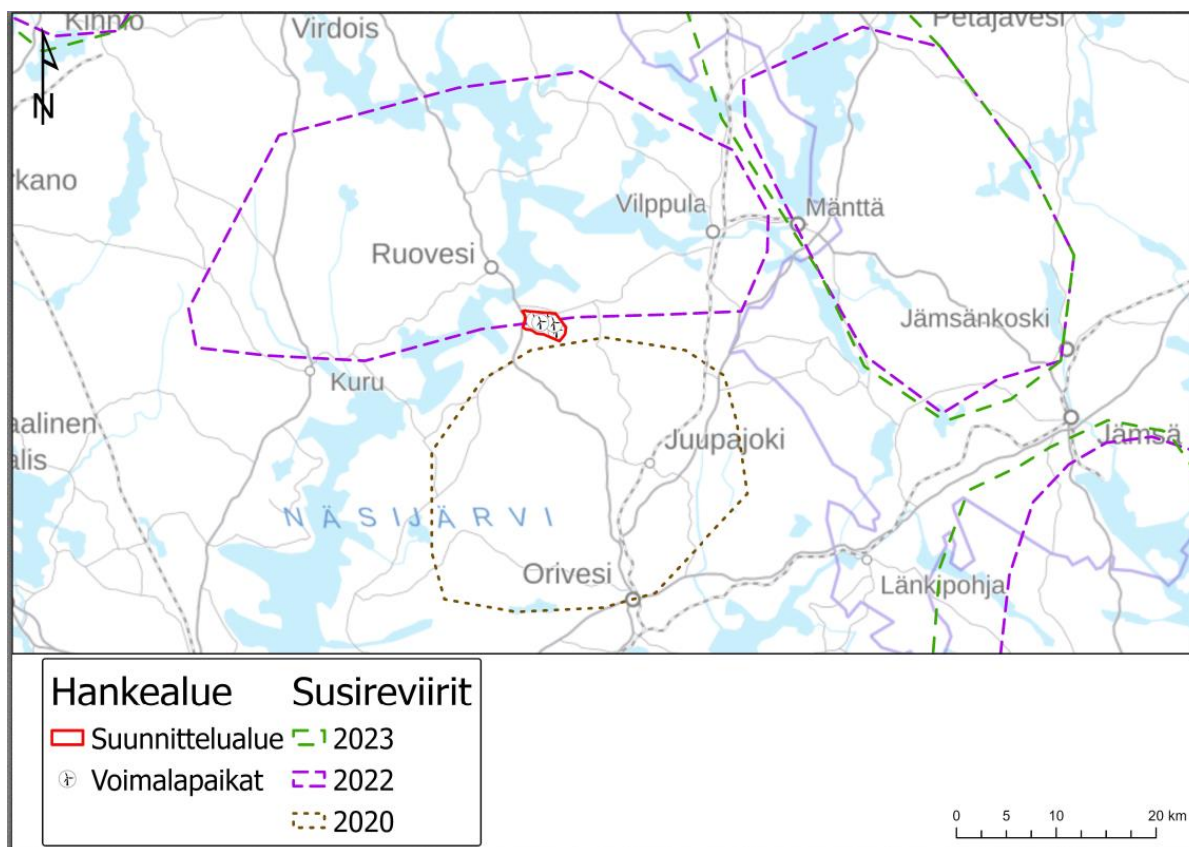 Kihniö
Virdois
Petäjävesi
N
rkano
Vilppula
Mänttä
Ruovesi
Jämsänkoski
Kuru
aalinen
alis
Juupajoki
Jämsä
NÄSIJÄRVI
Orivesi
Länkipohja
Hankealue
Susireviirit
Suunnittelualue
2023
Voimalapaikat
2022
2020
0 5 10 20 km